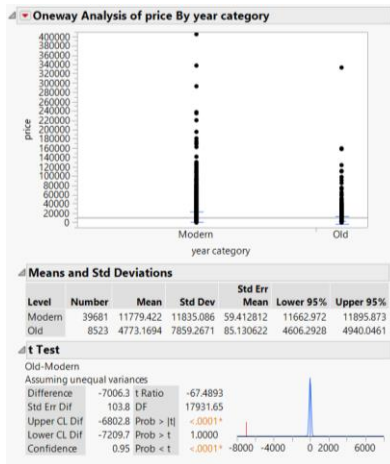 Oneway Analysis of price By year category
400000
380000
360000
340000
320000
300000
280000
260000
240000
220000
200000
180000
160000
140000
120000
100000
80000
60000
40000
20000
0
price
Modern Old
year category
Means and Std Deviations
Std Err
Level Number Mean Std Dev Mean Lower 95% Upper 95%
Modern 39681 11779.422 11835.086 59.412812 11662.972 11895.873
Old 8523 4773.1694 7859.2671 85.130622 4606.2928 4940.0461
t Test
Old-Modern
Assuming unequal variances
Difference -7006.3 t Ratio -67.4893
Std Err Dif 103.8 DF 17931.65
Upper CL Dif -6802.8 Prob > |t| <.0001*
Lower CL Dif -7209.7 Prob > t 1.0000
Confidence 0.95 Prob < t <.0001*
-8000 -4000 0 2000 6000